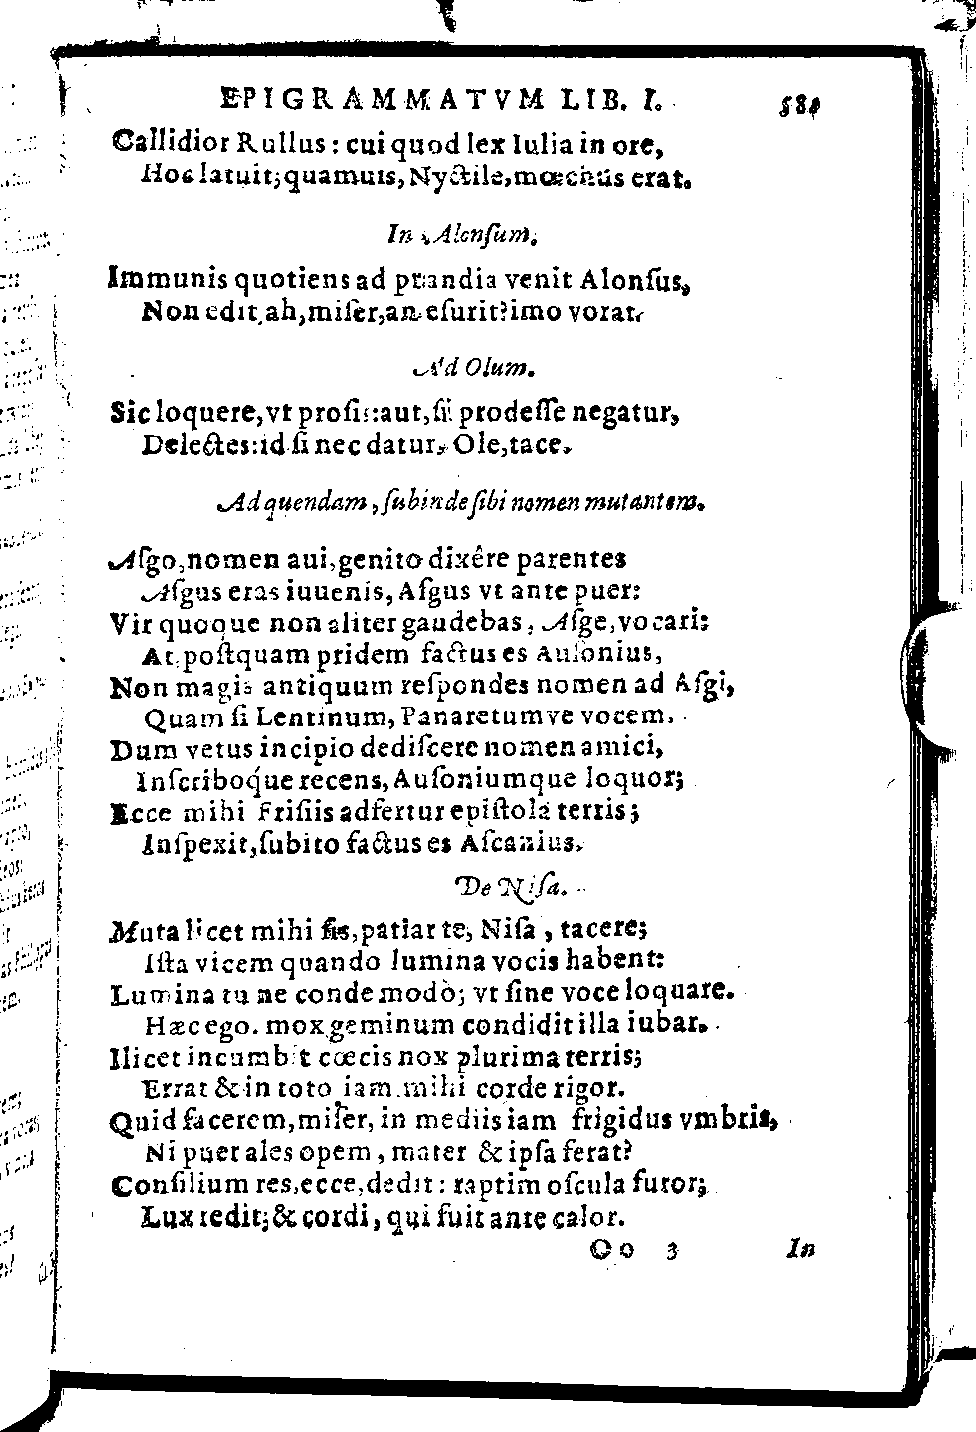 EPIGRAMMATVM LIB. I. 581
Callidior Rullus: cui quod lex Iulia in ore,
Hoc latuit; quamuis, Nyctile, mœchus erat.
In Alonſum.
Immunis quotiens ad prandia venit Alonſus,
Non edit, ah, miſer, an eſurit? imo vorat.
Ad Olum.
Sic loquere, vt proſis: aut, ſi prodeſſe negatur,
Delectes: id ſi nec datur, Ole, tace.
Ad quendam, ſubinde ſibi nomen mutantem.
Aſgo, nomen aui, genito dixêre parentes
Aſgus eras iuuenis, Aſgus vt ante puer:
Vir quoque non aliter gaudebas, Aſge, vocari:
At poſtquam pridem factus es Auſonius,
Non magis antiquum reſpondes nomen ad Aſgi,
Quam ſi Lentinum, Panaretumve vocem.
Dum vetus incipio dediſcere nomen amici,
Inſcriboq́ue recens, Auſoniumque loquor;
Ecce mihi Friſiis adfertur epiſtola terris;
Inſpexit, ſubito factus es Aſcanius.
De Niſa.
Muta licet mihi ſis, patiar te, Niſa, tacere;
Iſta vicem quando lumina vocis habent:
Lumina tu ne conde modò; vt ſine voce loquare.
Hæc ego. mox geminum condidit illa iubar.
Ilicet incumbit cœcis nox plurima terris;
Errat & in toto iam mihi corde rigor.
Quid facerem, miſer, in mediis iam frigidus vmbris,
Ni puer ales opem, mater & ipſa ferat?
Conſilium res, ecce, dedit: raptim oſcula furor;
Lux redit; & cordi, qui fuit ante calor.
Oo 3 In